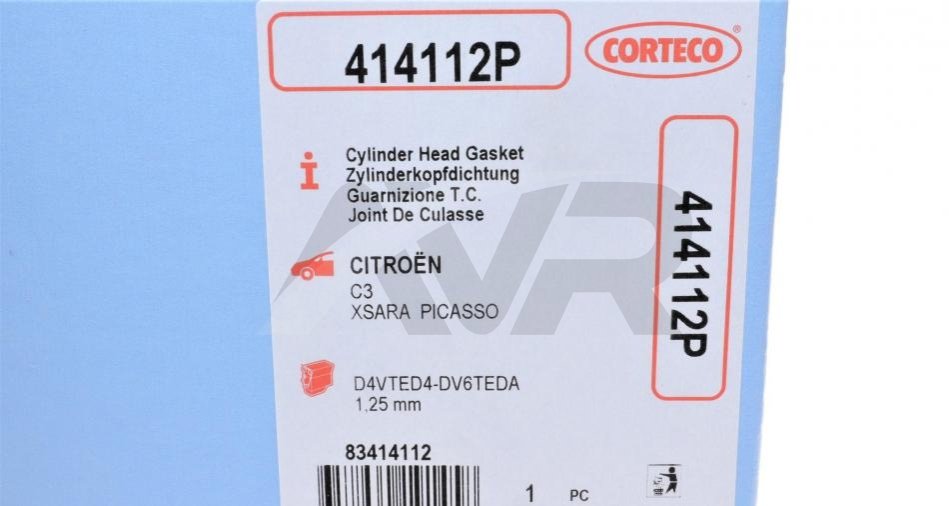 414112P
CORTECO®
Cylinder Head Gasket
Zylinderkopfdichtung
Guarnizione T.C.
Joint De Culasse
CITROËN
C3
XSARA PICASSO
D4VTED4-DV6TEDA
1,25 mm
83414112
1 PC
414112P
AVR